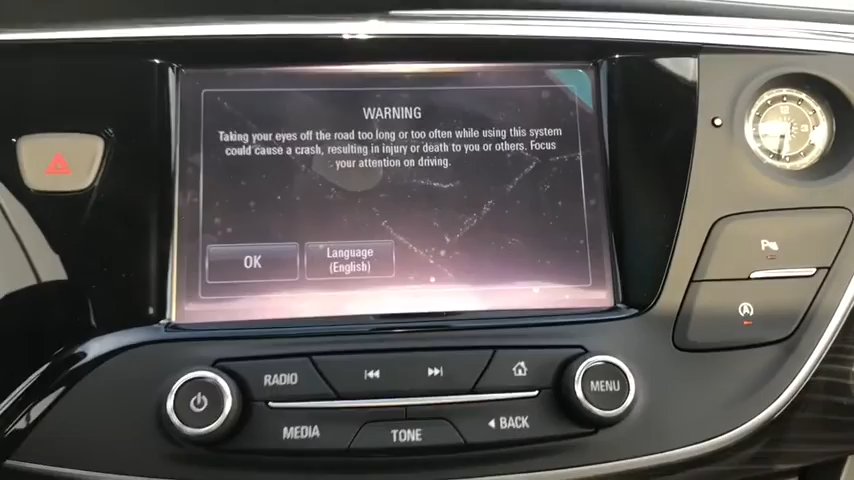 WARNING
Taking your eyes off the road too long or too often while using this system
could cause a crash, resulting in injury or death to you or others. Focus
your attention on driving.
OK
Language
(English)
RADIO
MENU
MEDIA
TONE
BACK